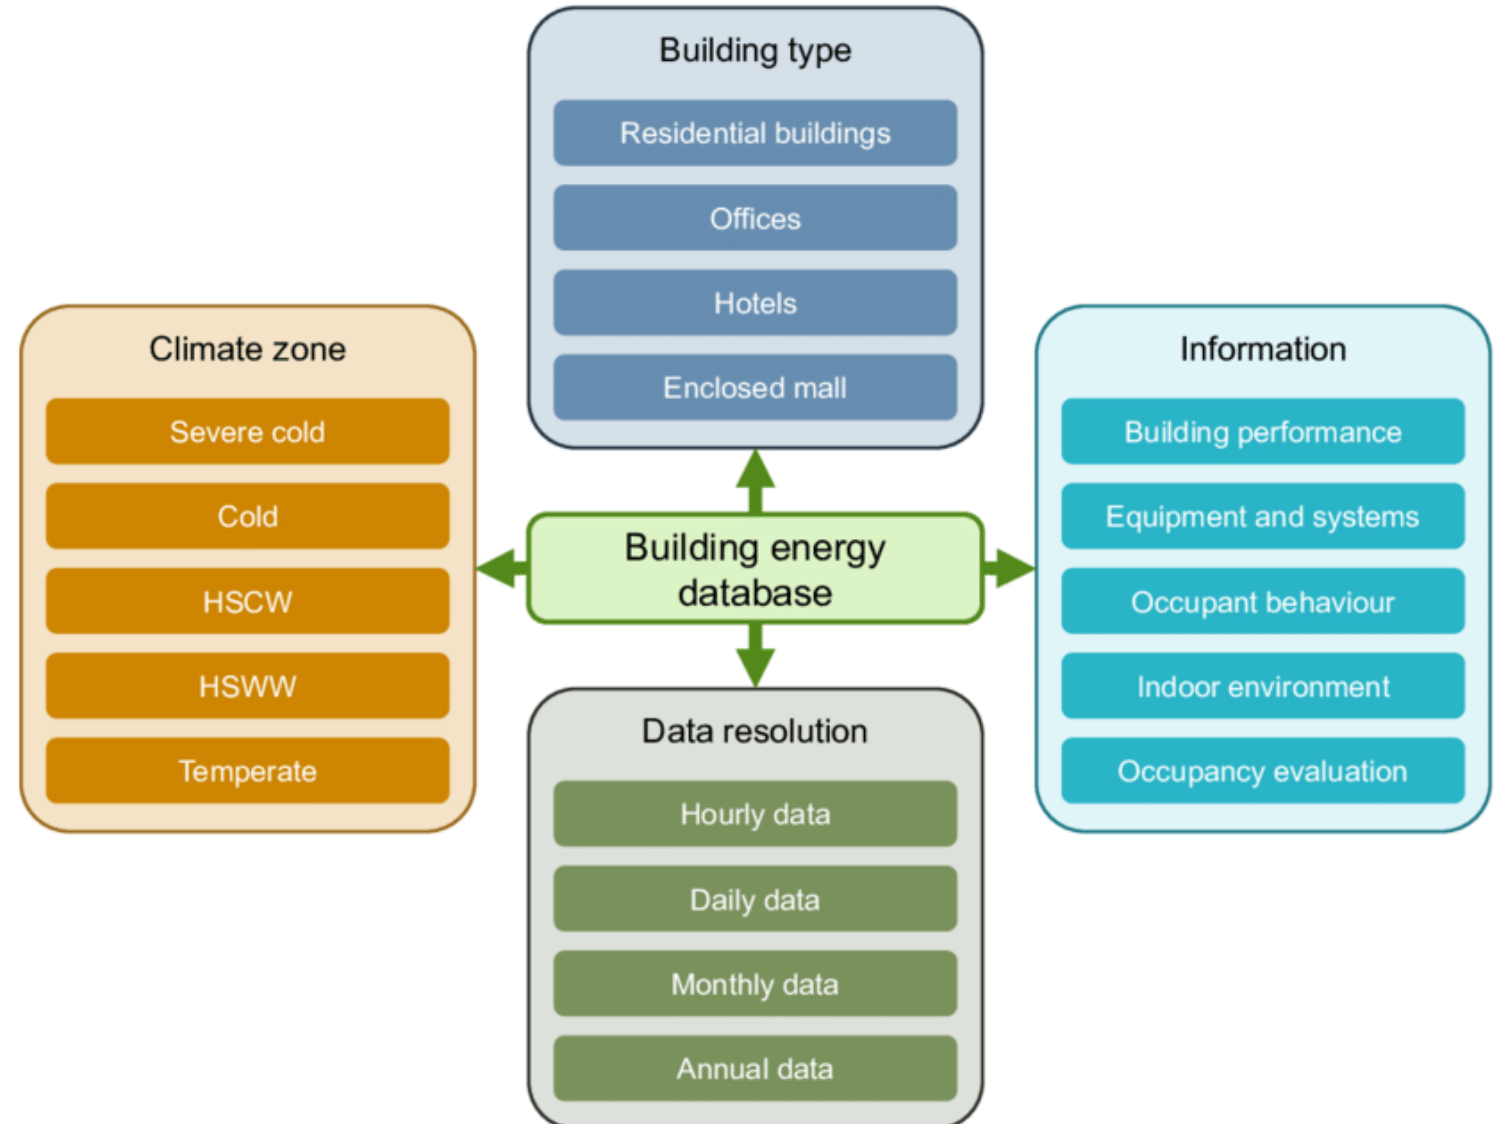 Building type
Residential buildings
Offices
Hotels
Enclosed mall
Climate zone
Severe cold
Cold
HSCW
HSWW
Temperate
Building energy
database
Information
Building performance
Equipment and systems
Occupant behaviour
Indoor environment
Occupancy evaluation
Data resolution
Hourly data
Daily data
Monthly data
Annual data